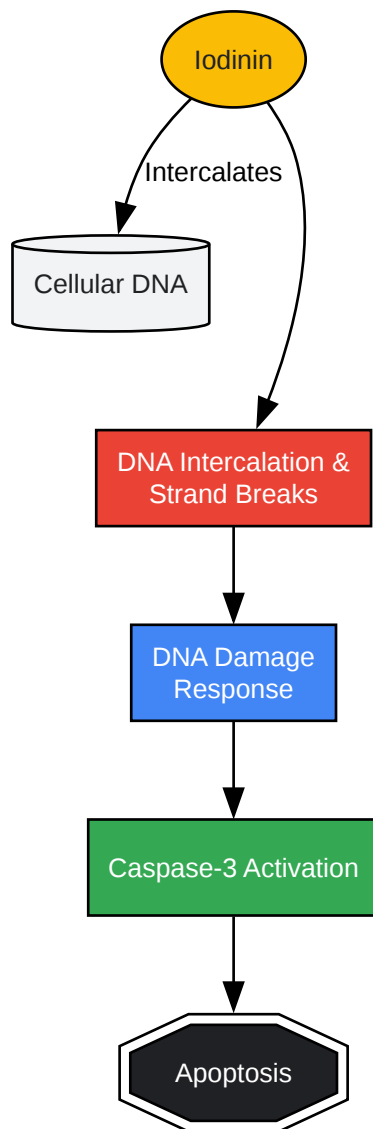 Iodinin
Intercalates
Cellular DNA
DNA Intercalation &
Strand Breaks
DNA Damage
Response
Caspase-3 Activation
Apoptosis